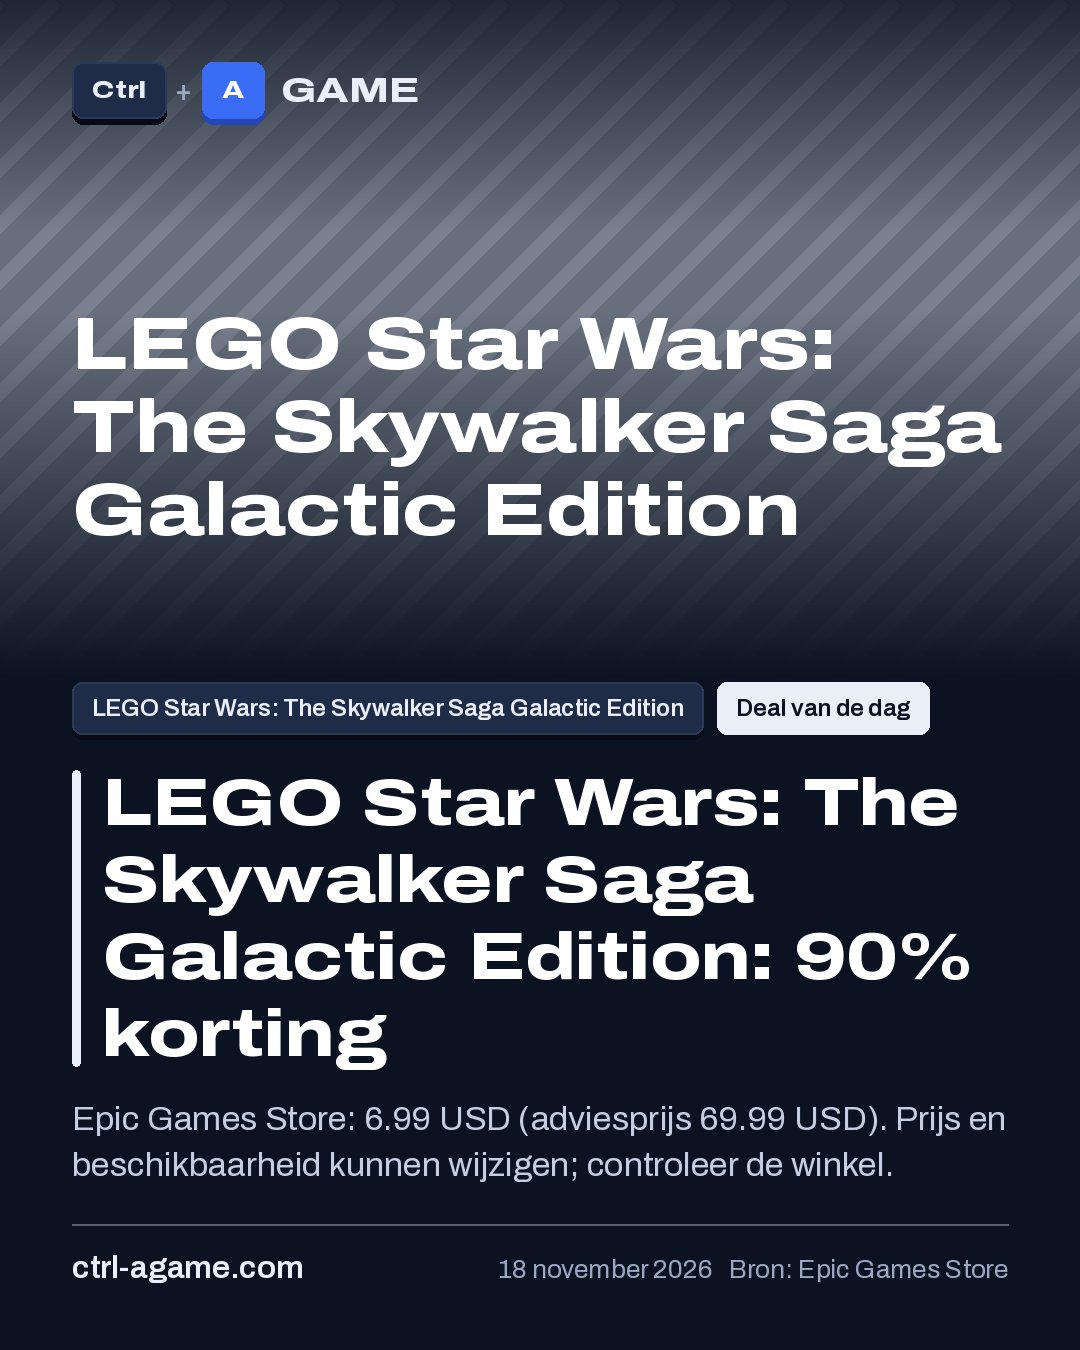 Ctrl + A GAME
LEGO Star Wars:
The Skywalker Saga
Galactic Edition
LEGO Star Wars: The Skywalker Saga Galactic Edition
Deal van de dag
LEGO Star Wars: The
Skywalker Saga
Galactic Edition: 90%
korting
Epic Games Store: 6.99 USD (adviesprijs 69.99 USD). Prijs en
beschikbaarheid kunnen wijzigen; controleer de winkel.
ctrl-agame.com
18 november 2026 Bron: Epic Games Store